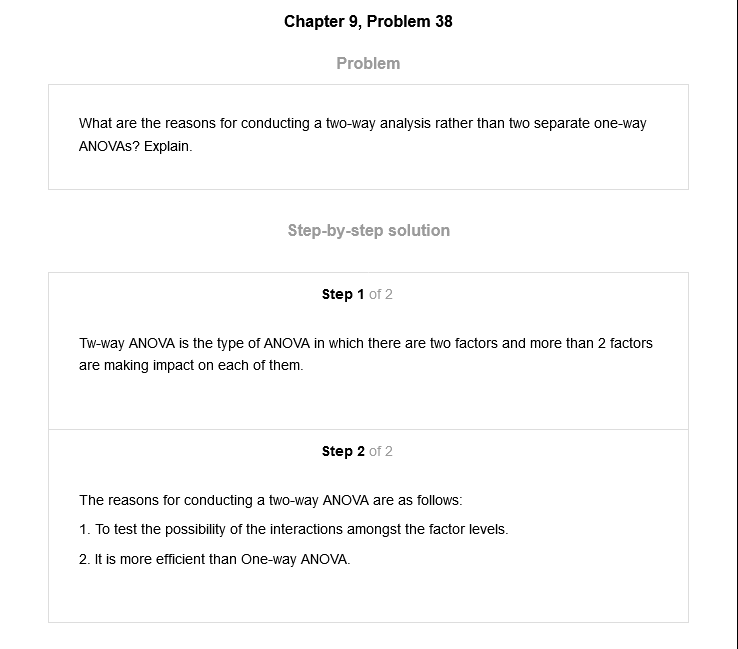 Chapter 9, Problem 38
Problem
What are the reasons for conducting a two-way analysis rather than two separate one-way
ANOVAs? Explain.
Step-by-step solution
Step 1 of 2
Tw-way ANOVA is the type of ANOVA in which there are two factors and more than 2 factors
are making impact on each of them.
Step 2 of 2
The reasons for conducting a two-way ANOVA are as follows:
1. To test the possibility of the interactions amongst the factor levels.
2. It is more efficient than One-way ANOVA.